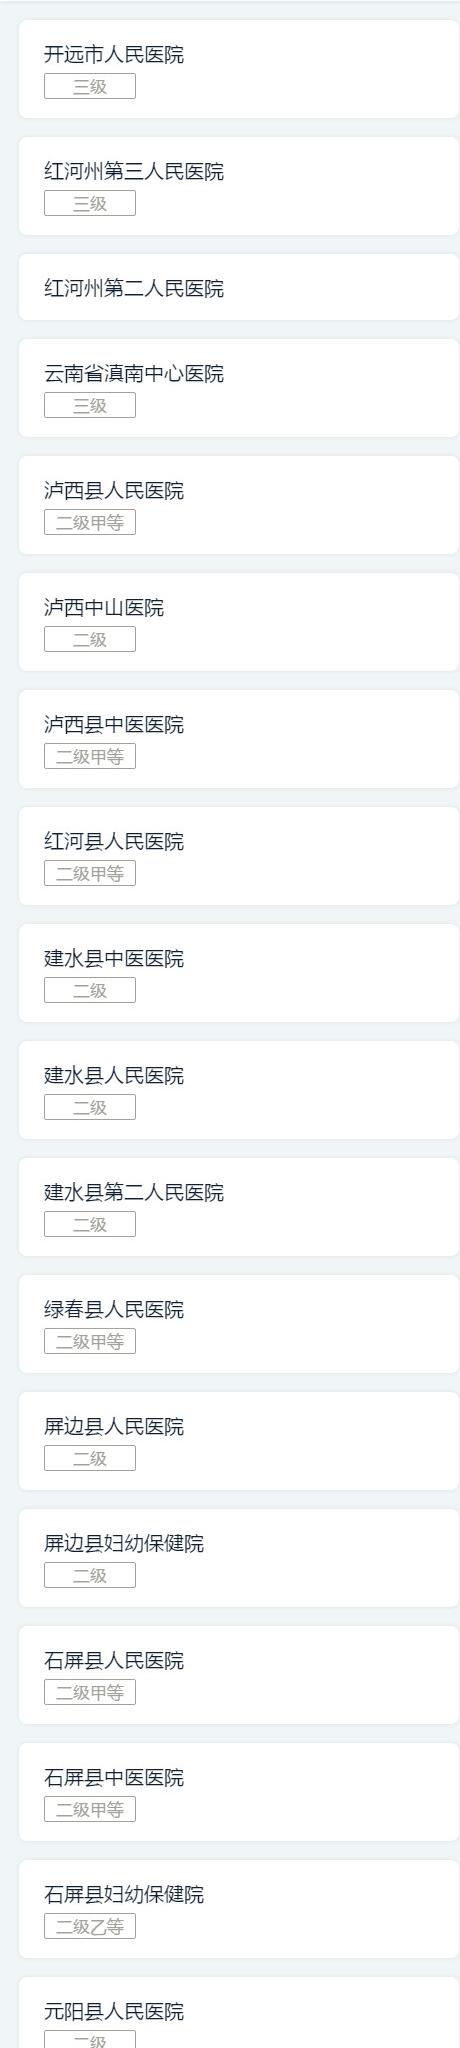 开远市人民医院
三级
红河州第三人民医院
三级
红河州第二人民医院
云南省滇南中心医院
三级
泸西县人民医院
二级甲等
泸西中山医院
二级
泸西县中医医院
二级甲等
红河县人民医院
二级甲等
建水县中医医院
二级
建水县人民医院
二级
建水县第二人民医院
二级
绿春县人民医院
二级甲等
屏边县人民医院
二级
屏边县妇幼保健院
二级
石屏县人民医院
二级甲等
石屏县中医医院
二级甲等
石屏县妇幼保健院
二级乙等
元阳县人民医院
二级